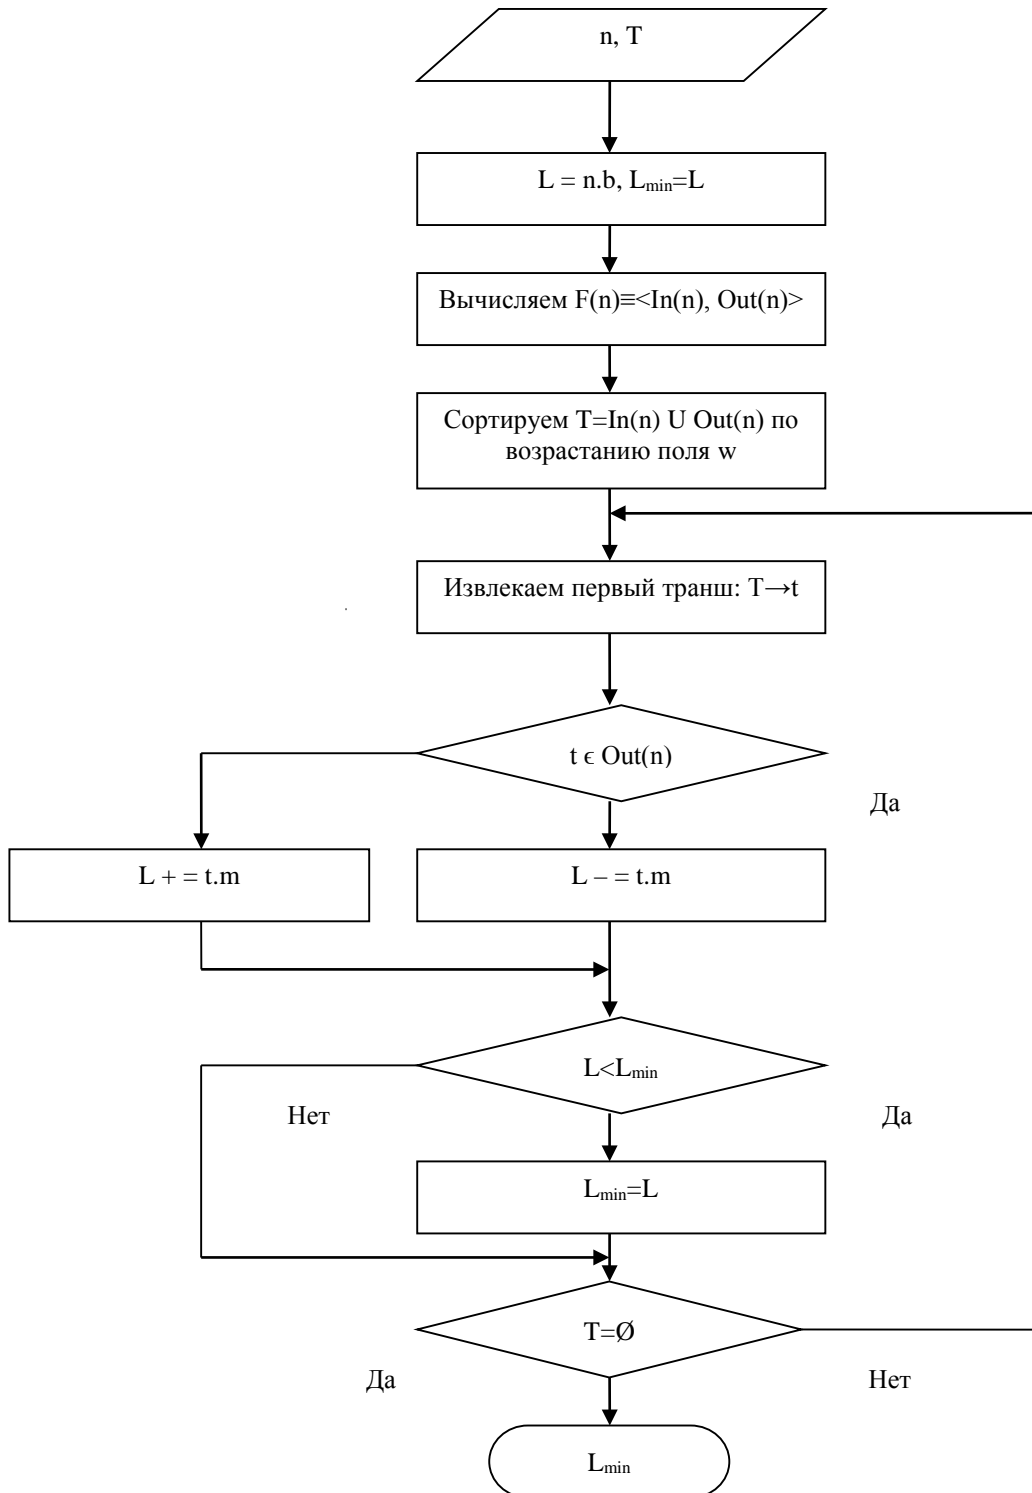 n, T
L = n.b, Lmin=L
Вычисляем F(n)≡<In(n), Out(n)>
Сортируем T=In(n) U Out(n) по
возрастанию поля w
Извлекаем первый транш: T→t
t ϵ Out(n)
Да
L + = t.m
L – = t.m
L<Lmin
Нет
Да
Lmin=L
T=Ø
Да
Нет
Lmin